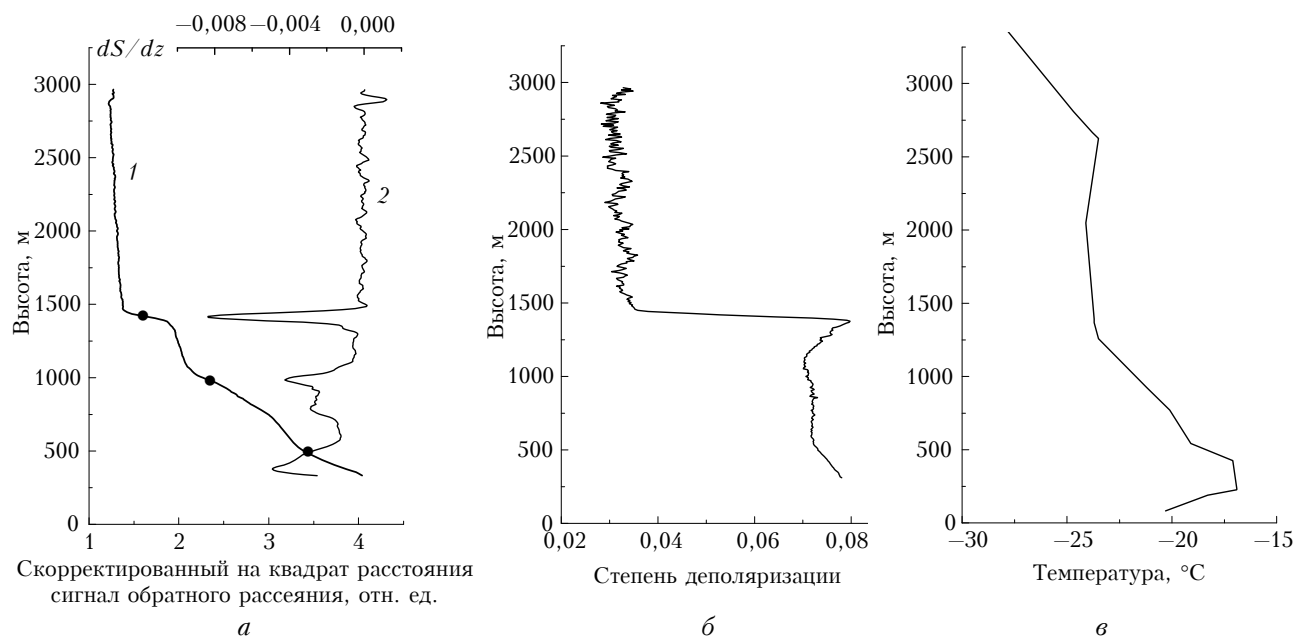 −0,008 −0,004 0,000
dS/dz
3000
2500
2000
1500
1000
500
0
Высота, м
1
2
1 2 3 4
Скорректированный на квадрат расстояния
сигнал обратного рассеяния, отн. ед.
а
3000
2500
2000
1500
1000
500
0
Высота, м
0,02 0,04 0,06 0,08
Степень деполяризации
б
3000
2500
2000
1500
1000
500
0
Высота, м
−30 −25 −20 −15
Температура, °C
в